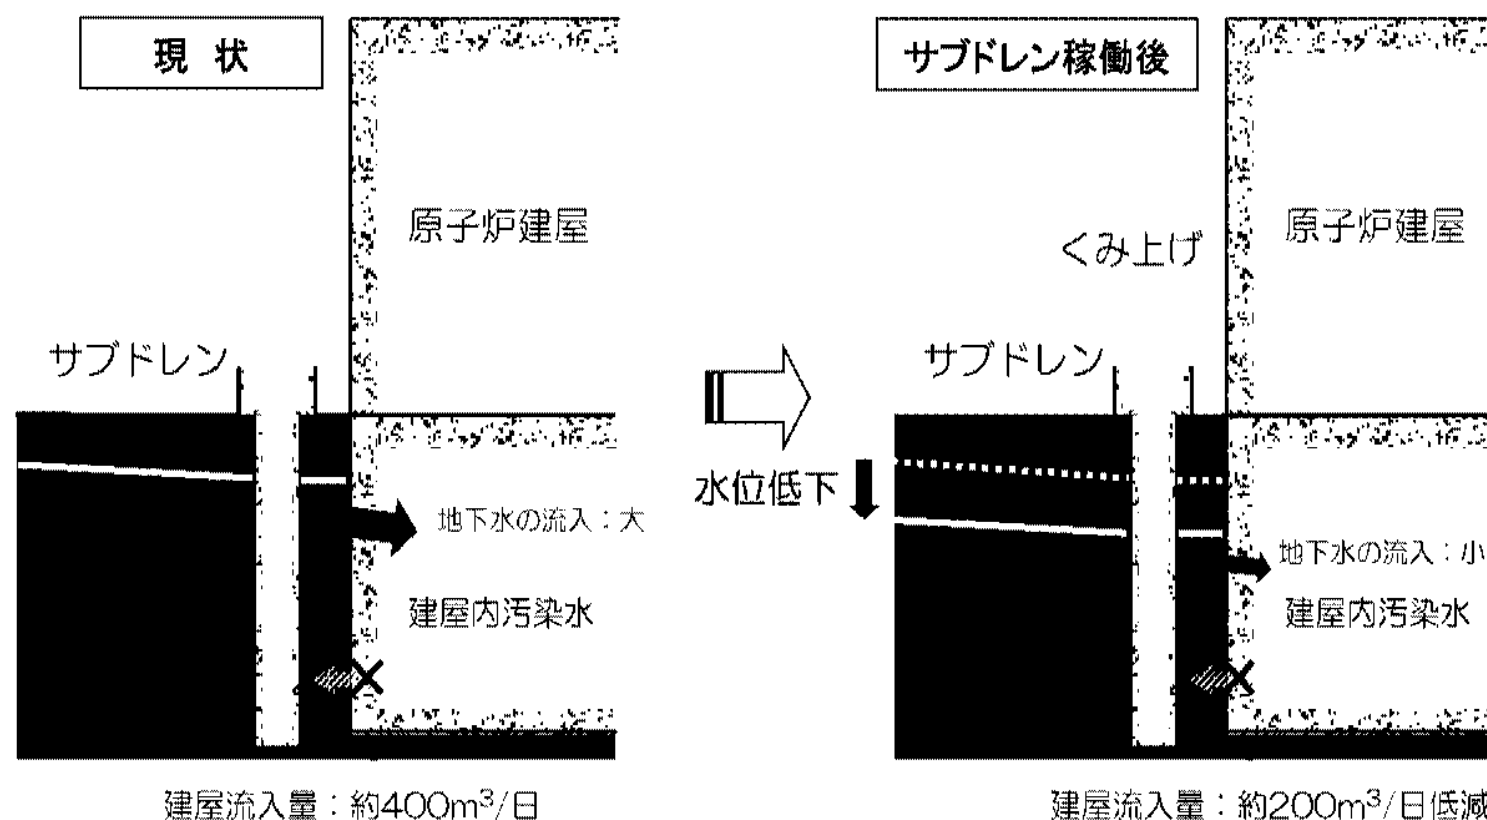 現 状
原子炉建屋
サブドレン
地下水の流入：大
建屋内汚染水
建屋流入量：約400m³/日
水位低下
サブドレン稼働後
原子炉建屋
くみ上げ
サブドレン
地下水の流入：小
建屋内汚染水
建屋流入量：約200m³/日低減